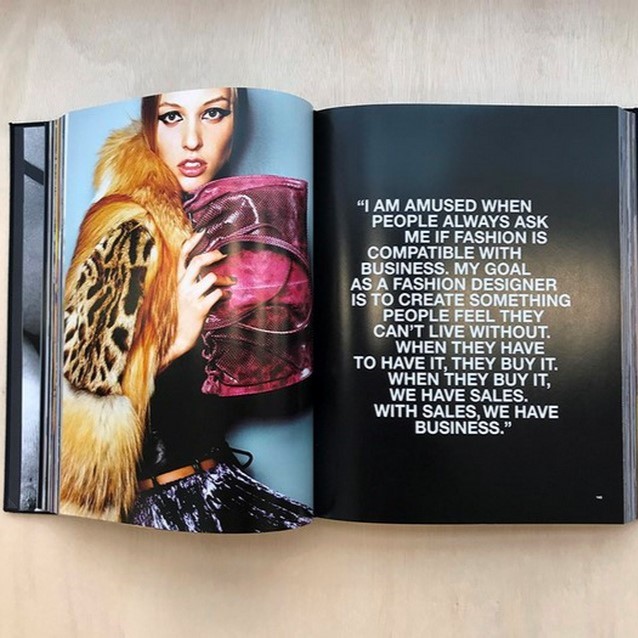 “I AM AMUSED WHEN
PEOPLE ALWAYS ASK
ME IF FASHION IS
COMPATIBLE WITH
BUSINESS. MY GOAL
AS A FASHION DESIGNER
IS TO CREATE SOMETHING
PEOPLE FEEL THEY
CAN’T LIVE WITHOUT.
WHEN THEY HAVE
TO HAVE IT, THEY BUY IT.
WHEN THEY BUY IT,
WE HAVE SALES.
WITH SALES, WE HAVE
BUSINESS.”